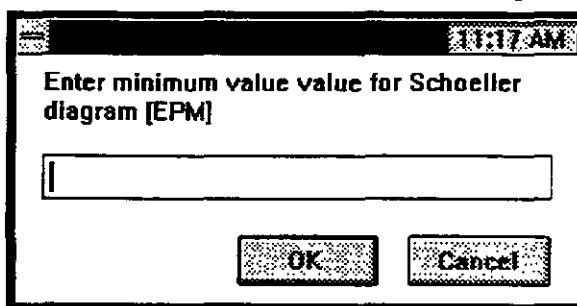 11:17 AM
Enter minimum value value for Schoeller
diagram [EPM]
OK
Cancel